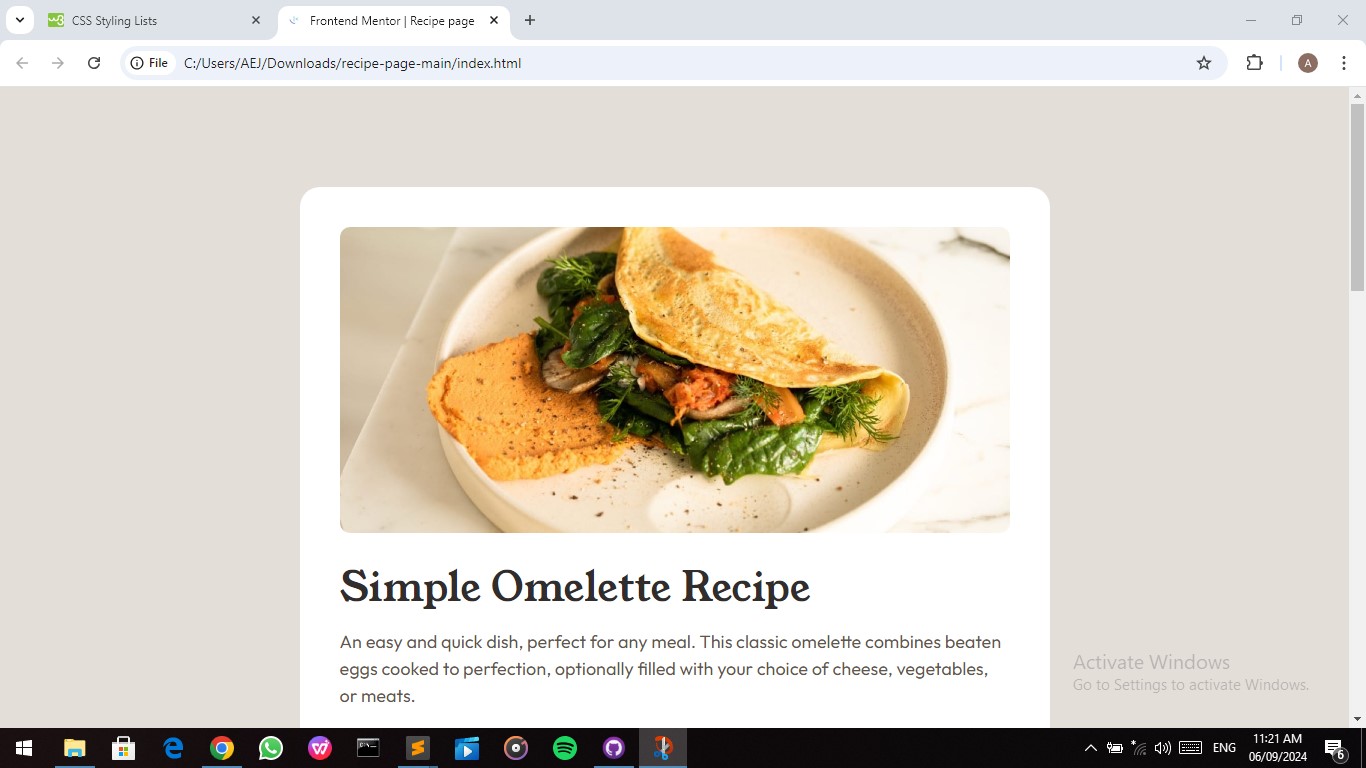 CSS Styling Lists
Frontend Mentor | Recipe page
File
C:/Users/AEJ/Downloads/recipe-page-main/index.html
A
Simple Omelette Recipe
An easy and quick dish, perfect for any meal. This classic omelette combines beaten
eggs cooked to perfection, optionally filled with your choice of cheese, vegetables,
or meats.
Activate Windows
Go to Settings to activate Windows.
ENG
11:21 AM
06/09/2024
6